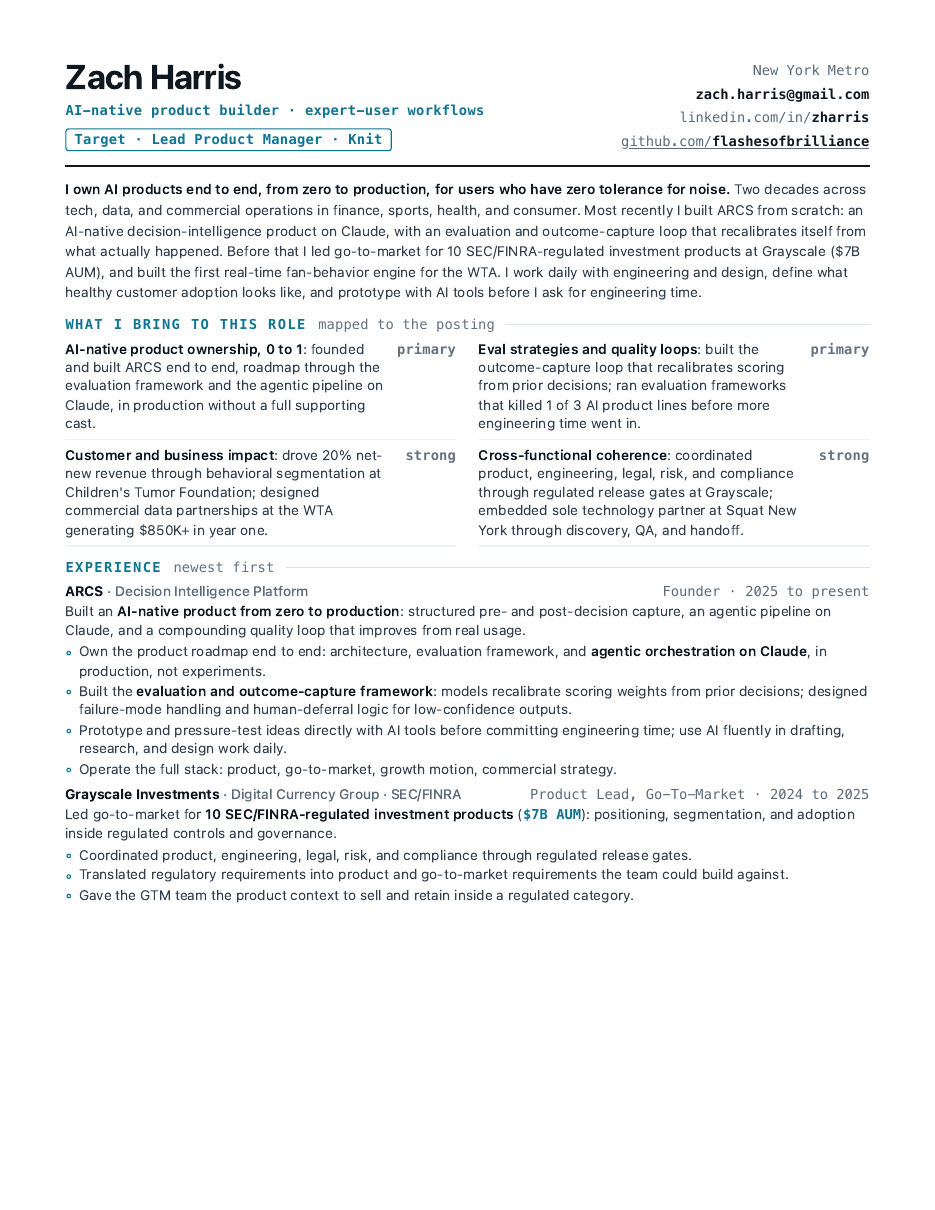 Zach Harris
AI-native product builder · expert-user workflows
Target · Lead Product Manager · Knit
New York Metro
zach.harris@gmail.com
linkedin.com/in/zharris
github.com/flashesofbrilliance
I own AI products end to end, from zero to production, for users who have zero tolerance for noise. Two decades across
tech, data, and commercial operations in finance, sports, health, and consumer. Most recently I built ARCS from scratch: an
AI-native decision-intelligence product on Claude, with an evaluation and outcome-capture loop that recalibrates itself from
what actually happened. Before that I led go-to-market for 10 SEC/FINRA-regulated investment products at Grayscale ($7B
AUM), and built the first real-time fan-behavior engine for the WTA. I work daily with engineering and design, define what
healthy customer adoption looks like, and prototype with AI tools before I ask for engineering time.
WHAT I BRING TO THIS ROLE mapped to the posting
AI-native product ownership, 0 to 1: founded primary
and built ARCS end to end, roadmap through the
evaluation framework and the agentic pipeline on
Claude, in production without a full supporting
cast.
Eval strategies and quality loops: built the primary
outcome-capture loop that recalibrates scoring
from prior decisions; ran evaluation frameworks
that killed 1 of 3 AI product lines before more
engineering time went in.
Customer and business impact: drove 20% net- strong
new revenue through behavioral segmentation at
Children's Tumor Foundation; designed
commercial data partnerships at the WTA
generating $850K+ in year one.
Cross-functional coherence: coordinated strong
product, engineering, legal, risk, and compliance
through regulated release gates at Grayscale;
embedded sole technology partner at Squat New
York through discovery, QA, and handoff.
EXPERIENCE newest first
ARCS · Decision Intelligence Platform Founder · 2025 to present
Built an AI-native product from zero to production: structured pre- and post-decision capture, an agentic pipeline on
Claude, and a compounding quality loop that improves from real usage.
Own the product roadmap end to end: architecture, evaluation framework, and agentic orchestration on Claude, in
production, not experiments.
Built the evaluation and outcome-capture framework: models recalibrate scoring weights from prior decisions; designed
failure-mode handling and human-deferral logic for low-confidence outputs.
Prototype and pressure-test ideas directly with AI tools before committing engineering time; use AI fluently in drafting,
research, and design work daily.
Operate the full stack: product, go-to-market, growth motion, commercial strategy.
Grayscale Investments · Digital Currency Group · SEC/FINRA Product Lead, Go-To-Market · 2024 to 2025
Led go-to-market for 10 SEC/FINRA-regulated investment products ($7B AUM): positioning, segmentation, and adoption
inside regulated controls and governance.
Coordinated product, engineering, legal, risk, and compliance through regulated release gates.
Translated regulatory requirements into product and go-to-market requirements the team could build against.
Gave the GTM team the product context to sell and retain inside a regulated category.